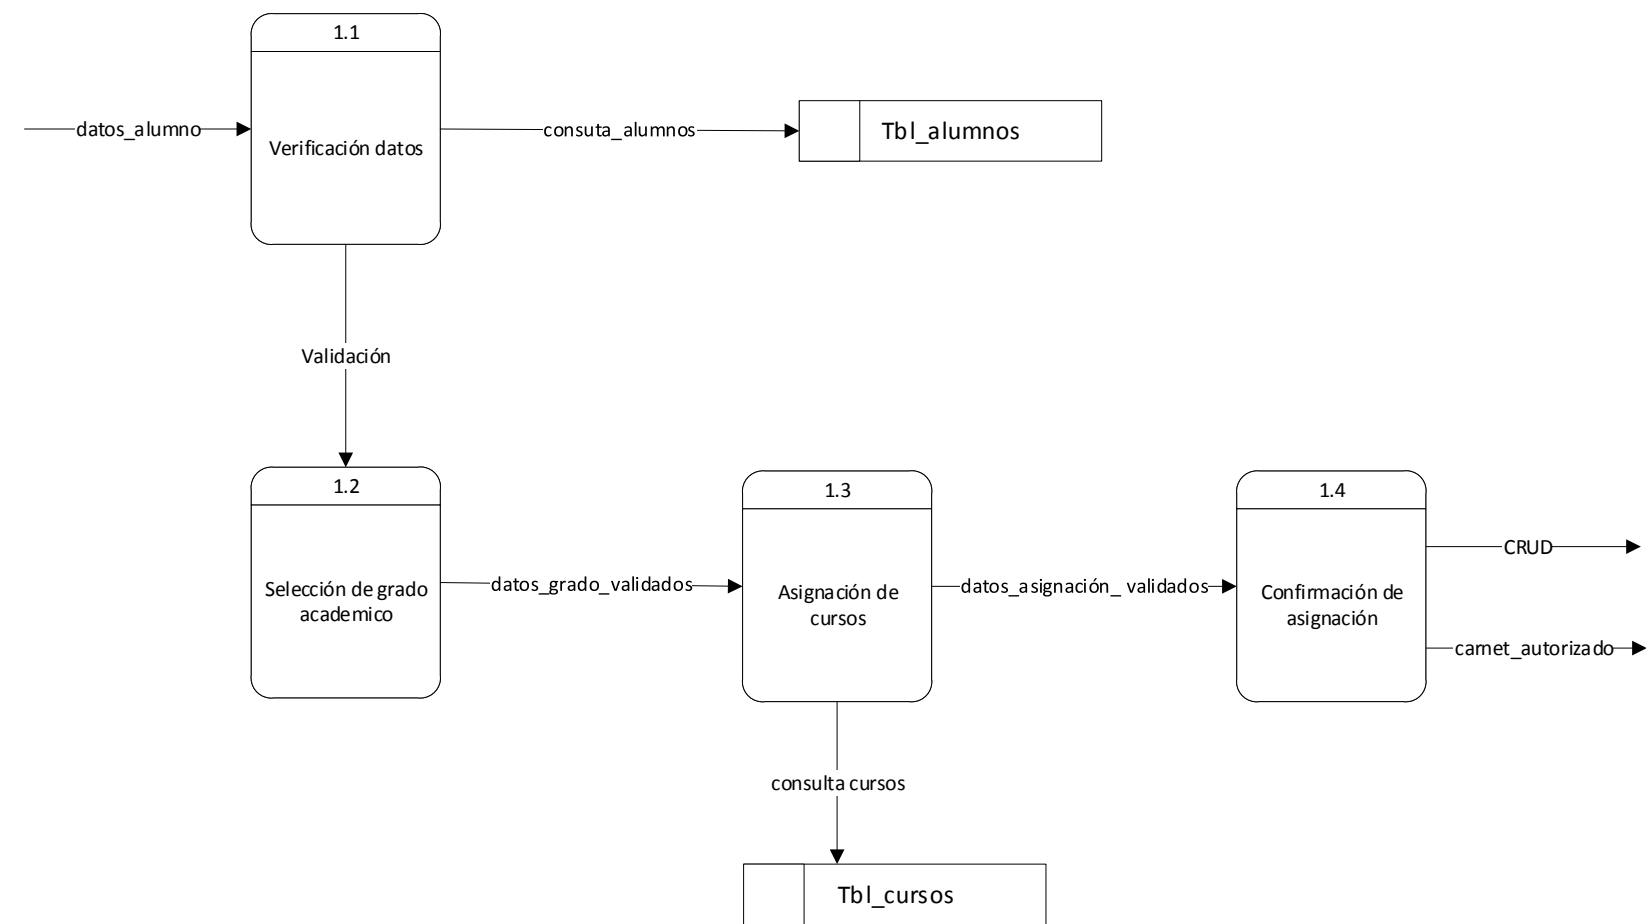 1.1
datos_alumno
Verificación datos
consuta_alumnos
Tbl_alumnos
Validación
1.2
Selección de grado
academico
datos_grado_validados
1.3
Asignación de
cursos
datos_asignación_ validados
1.4
Confirmación de
asignación
CRUD
carnet_autorizado
consulta cursos
Tbl_cursos